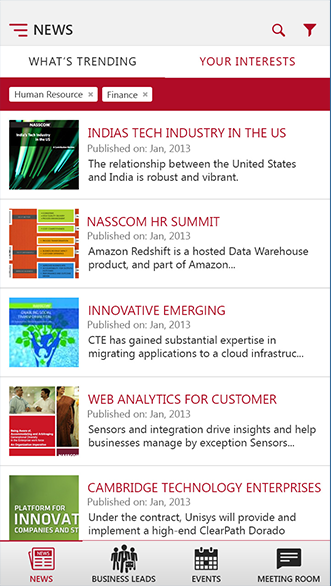 NEWS
WHAT'S TRENDING
YOUR INTERESTS
Human Resource ×
Finance ×
NASSCOM
India's Tech Industry
in the US
INDIAS TECH INDUSTRY IN THE US
Published on: Jan, 2013
The relationship between the United States
and India is robust and vibrant.
NASSCOM HR SUMMIT
Published on: Jan, 2013
Amazon Redshift is a hosted Data Warehouse
product, and part of Amazon...
INNOVATIVE EMERGING
Published on: Jan, 2013
CTE has gained substantial expertise in
migrating applications to a cloud infrastruc...
WEB ANALYTICS FOR CUSTOMER
Published on: Jan, 2013
Sensors and integration drive insights and help
businesses manage by exception Sensors...
PLATFORM FOR
INNOVAT
COMPANIES AND ST
CAMBRIDGE TECHNOLOGY ENTERPRISES
Published on: Jan, 2013
Under the contract, Unisys will provide and
implement a high-end ClearPath Dorado
NEWS
NEWS
BUSINESS LEADS
EVENTS
MEETING ROOM